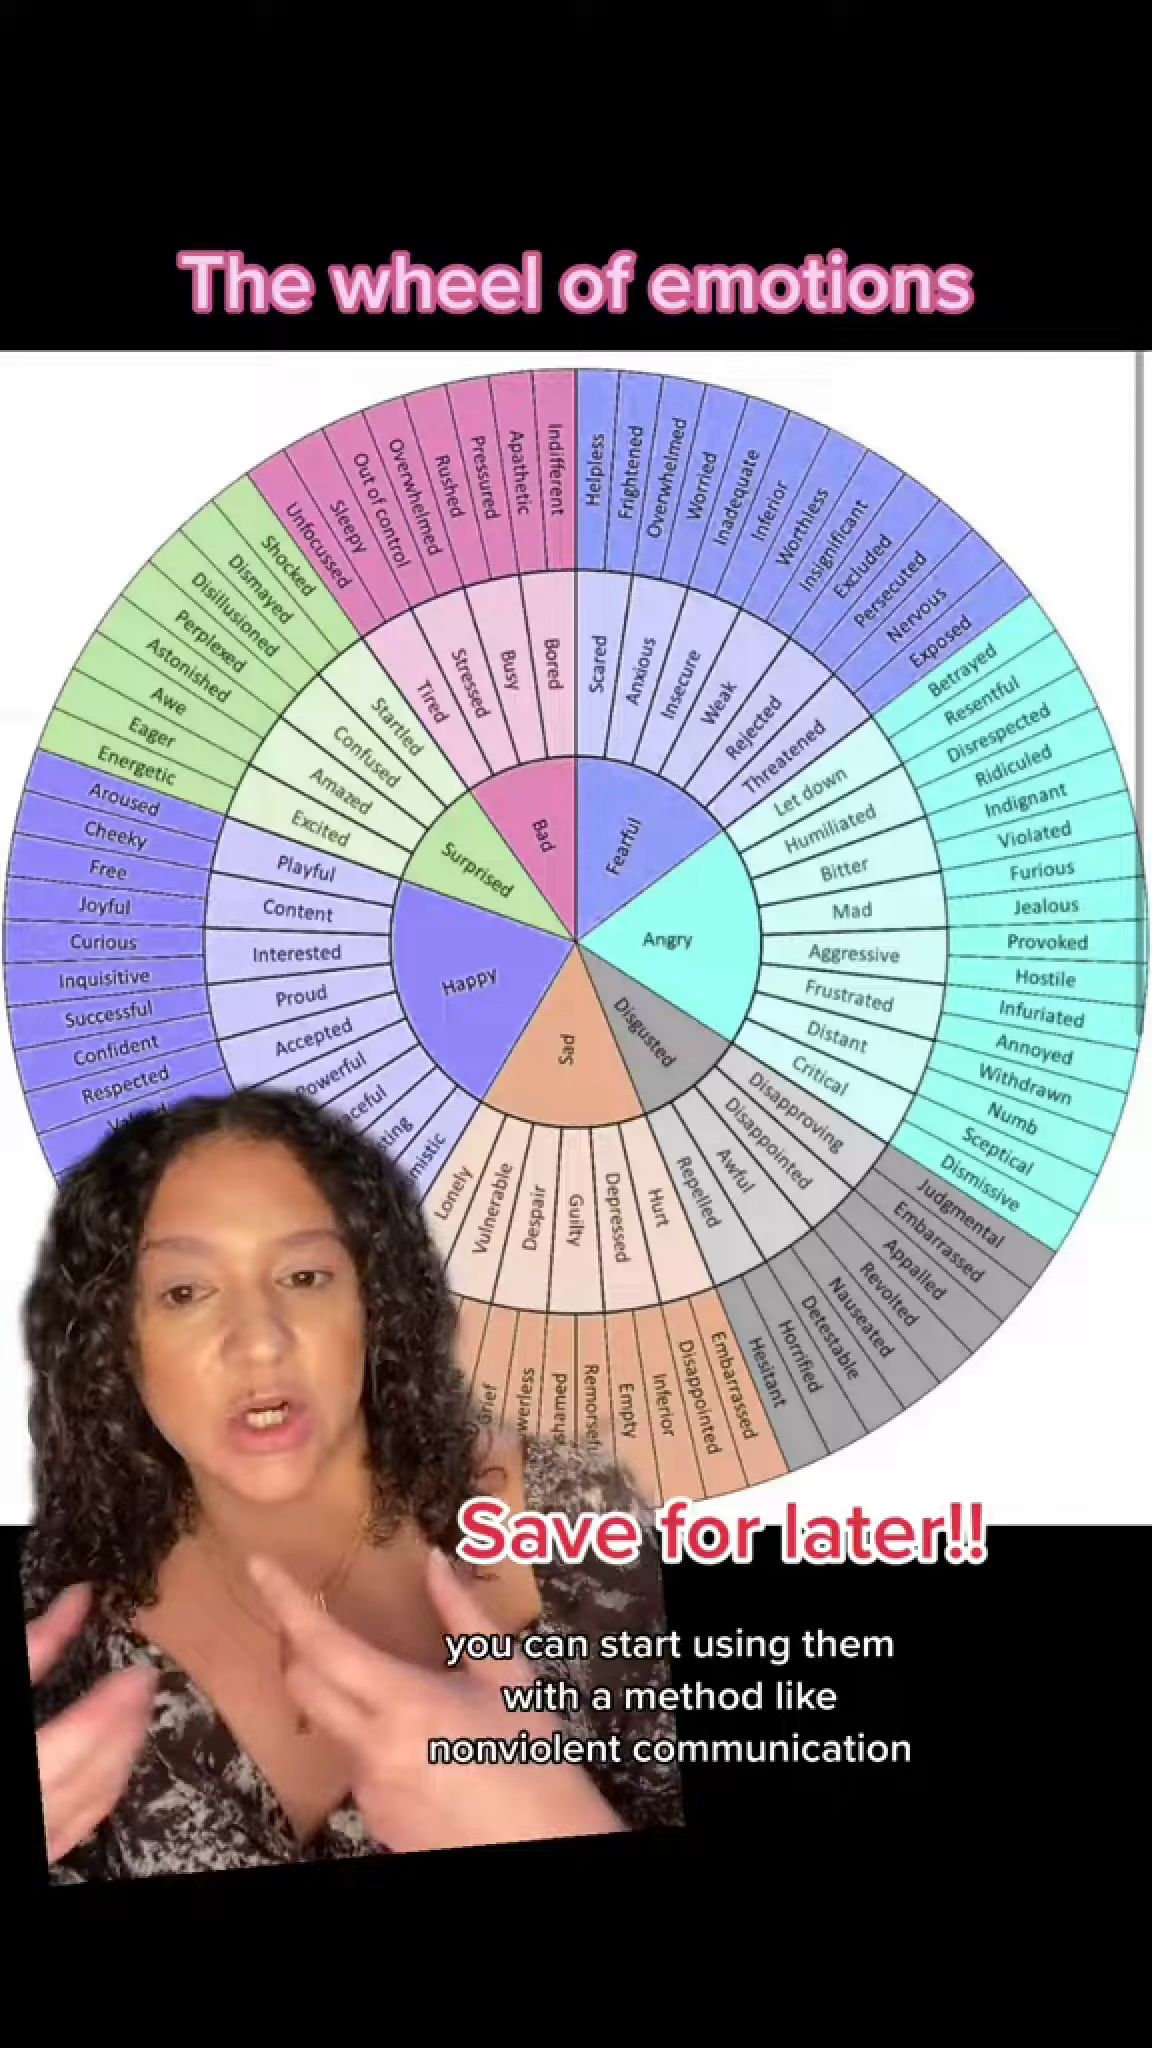 The wheel of emotions
Indifferent
Apathetic
Pressured
Rushed
Overwhelmed
Out of control
Sleepy
Unfocussed
Shocked
Dismayed
Disillusioned
Perplexed
Astonished
Awe
Eager
Energetic
Aroused
Cheeky
Free
Joyful
Curious
Inquisitive
Successful
Confident
Respected
Helpless
Frightened
Overwhelmed
Worried
Inadequate
Inferior
Worthless
Insignificant
Excluded
Persecuted
Nervous
Exposed
Betrayed
Resentful
Disrespected
Ridiculed
Indignant
Violated
Furious
Jealous
Provoked
Hostile
Infuriated
Annoyed
Withdrawn
Numb
Sceptical
Dismissive
Judgmental
Embarrassed
Appalled
Revolted
Nauseated
Detestable
Horrified
Hesitant
Embarrassed
Disappointed
Inferior
Empty
Bored
Busy
Stressed
Tired
Startled
Confused
Amazed
Excited
Playful
Content
Interested
Proud
Accepted
Powerful
Scared
Anxious
Insecure
Weak
Rejected
Threatened
Let down
Humiliated
Bitter
Mad
Aggressive
Frustrated
Distant
Critical
Disapproving
Disappointed
Awful
Repelled
Hurt
Depressed
Guilty
Despair
Vulnerable
Lonely
Bad
Fearful
Angry
Disgusted
Sad
Happy
Surprised
Save for later!!
you can start using them
with a method like
nonviolent communication